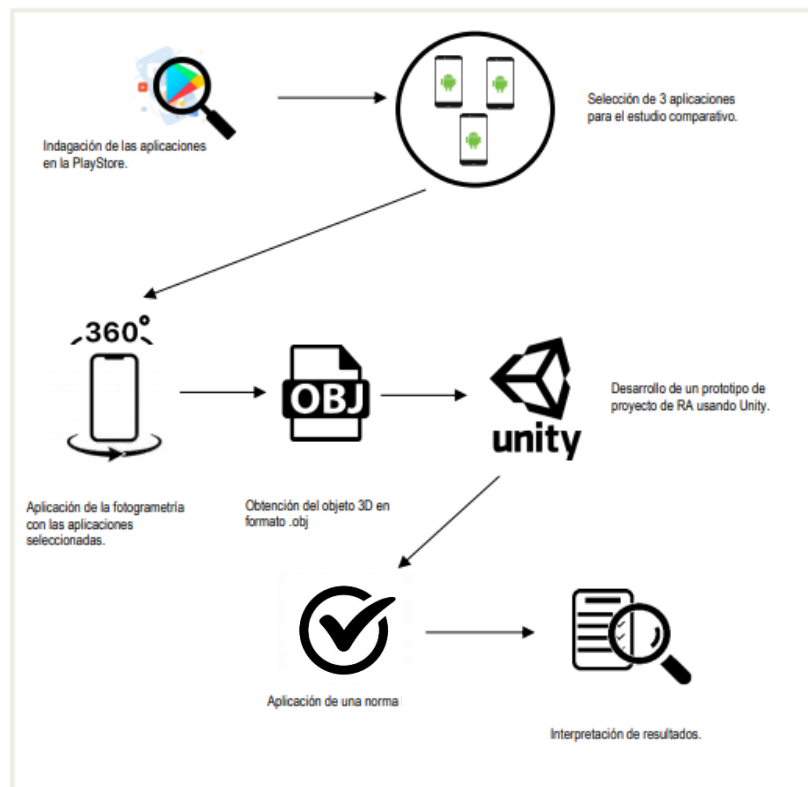 Indagación de las aplicaciones
en la PlayStore.
Selección de 3 aplicaciones
para el estudio comparativo.
360°
Aplicación de la fotogrametría
con las aplicaciones
seleccionadas.
OBJ
Obtención del objeto 3D en
formato .obj
unity
Desarrollo de un prototipo de
proyecto de RA usando Unity.
Aplicación de una norma
Interpretación de resultados.